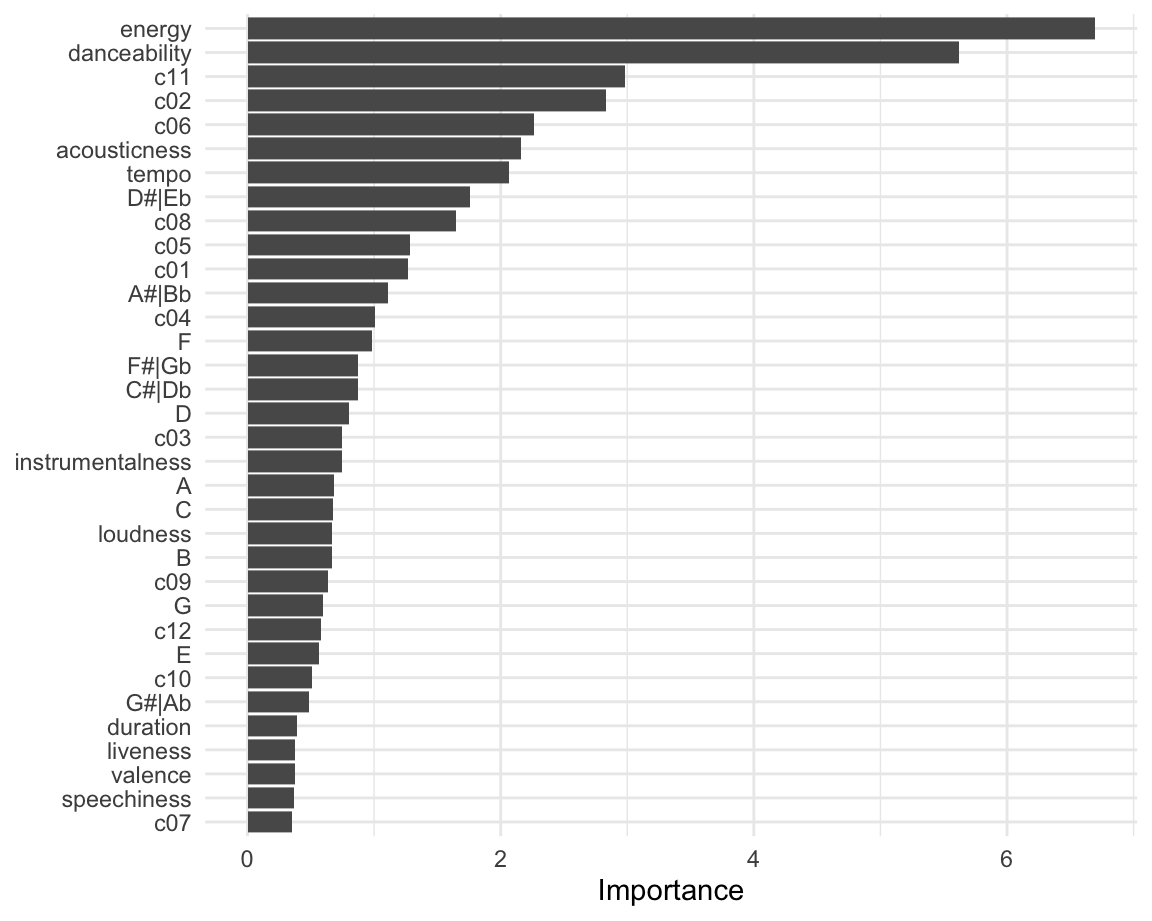 energy
danceability
c11
c02
c06
acousticness
tempo
D#|Eb
c08
c05
c01
A#|Bb
c04
F
F#|Gb
C#|Db
D
c03
instrumentalness
A
C
loudness
B
c09
G
c12
E
c10
G#|Ab
duration
liveness
valence
speechiness
c07
0 2 4 6
Importance